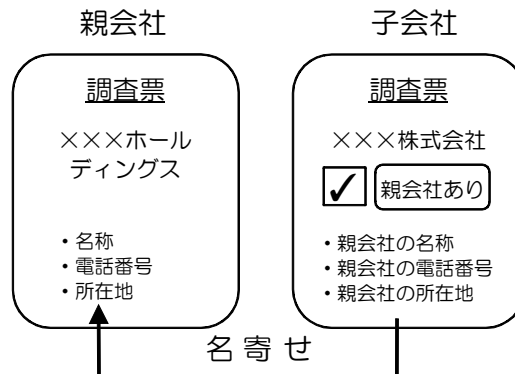 親会社
調査票
×××ホール
ディングス
・名称
・電話番号
・所在地
子会社
調査票
×××株式会社
✓ 親会社あり
・親会社の名称
・親会社の電話番号
・親会社の所在地
名寄せ